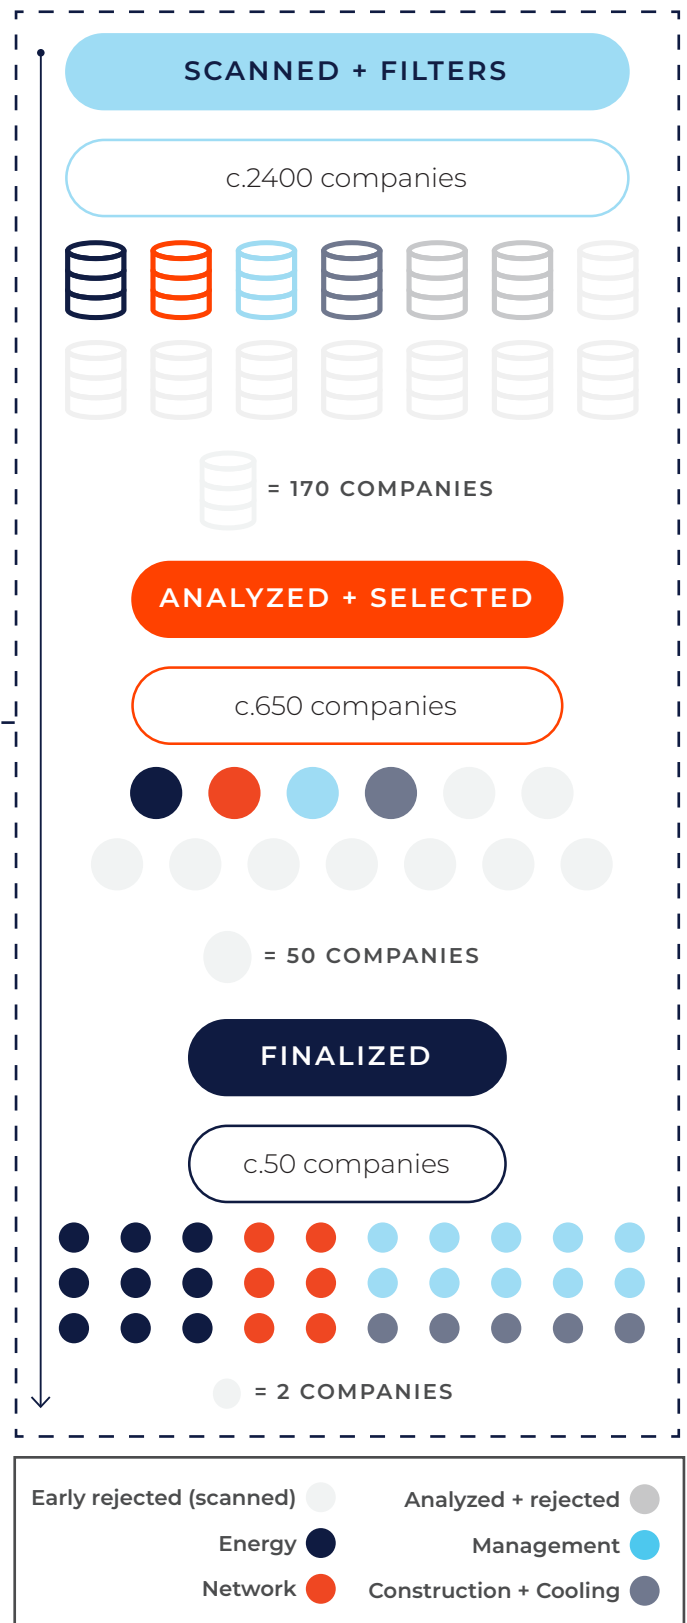 SCANNED + FILTERS
c.2400 companies
= 170 COMPANIES
ANALYZED + SELECTED
c.650 companies
= 50 COMPANIES
FINALIZED
c.50 companies
= 2 COMPANIES
Early rejected (scanned)
Analyzed + rejected
Energy
Management
Network
Construction + Cooling